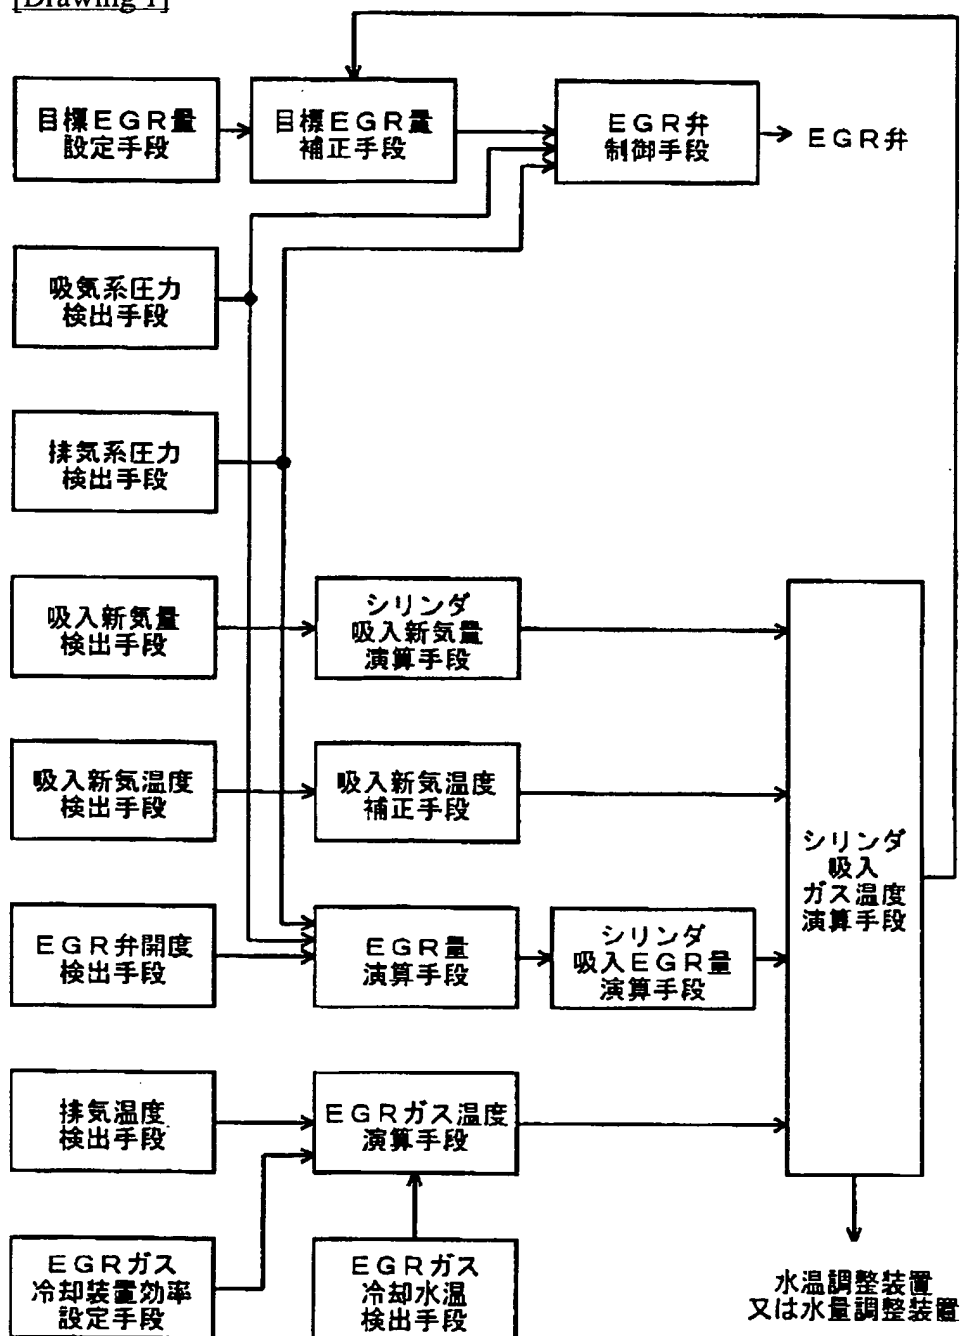 [Drawing 1]
目標EGR量
設定手段
目標EGR量
補正手段
EGR弁
制御手段
EGR弁
吸気系圧力
検出手段
排気系圧力
検出手段
吸入新気量
検出手段
シリンダ
吸入新気量
演算手段
吸入新気温度
検出手段
吸入新気温度
補正手段
シリンダ
吸入
ガス温度
演算手段
EGR弁開度
検出手段
EGR量
演算手段
シリンダ
吸入EGR量
演算手段
排気温度
検出手段
EGRガス温度
演算手段
EGRガス
冷却装置効率
設定手段
EGRガス
冷却水温
検出手段
水温調整装置
又は水量調整装置